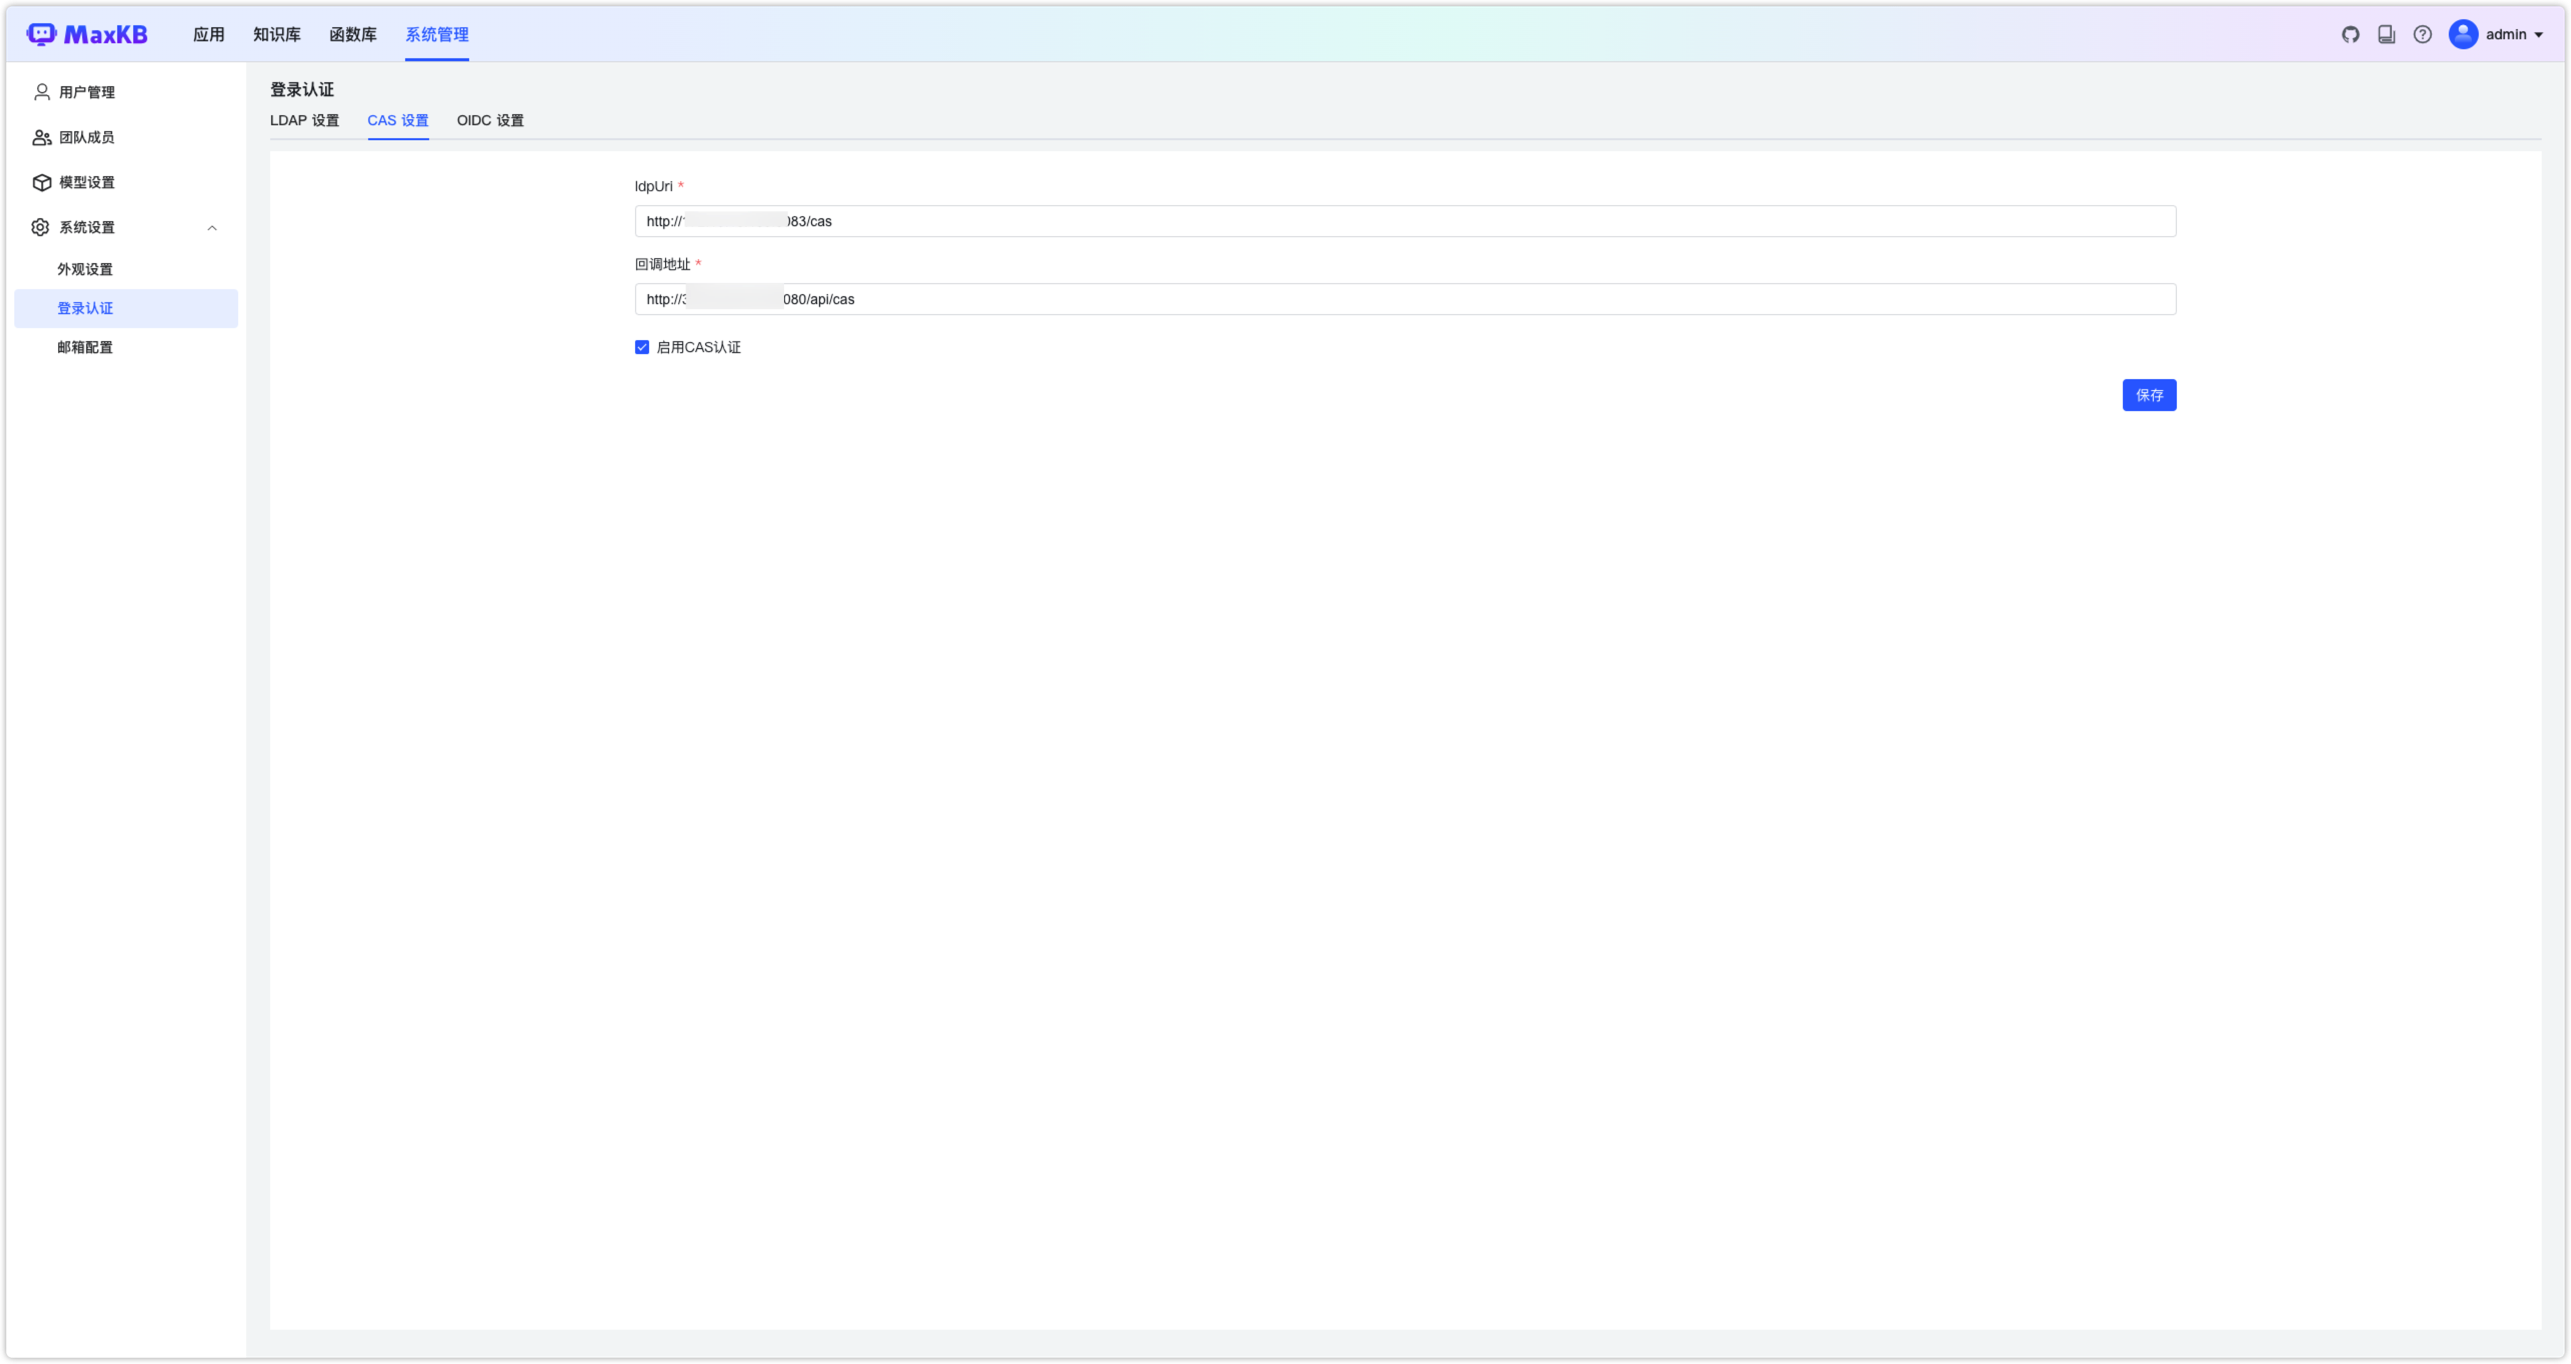 MaxKB 应用 知识库 函数库 系统管理 admin
用户管理
团队成员
模型设置
系统设置
外观设置
登录认证
邮箱配置
登录认证
LDAP 设置 CAS 设置 OIDC 设置
ldpUri *
http:// 083/cas
回调地址 *
http://3 080/api/cas
启用CAS认证
保存